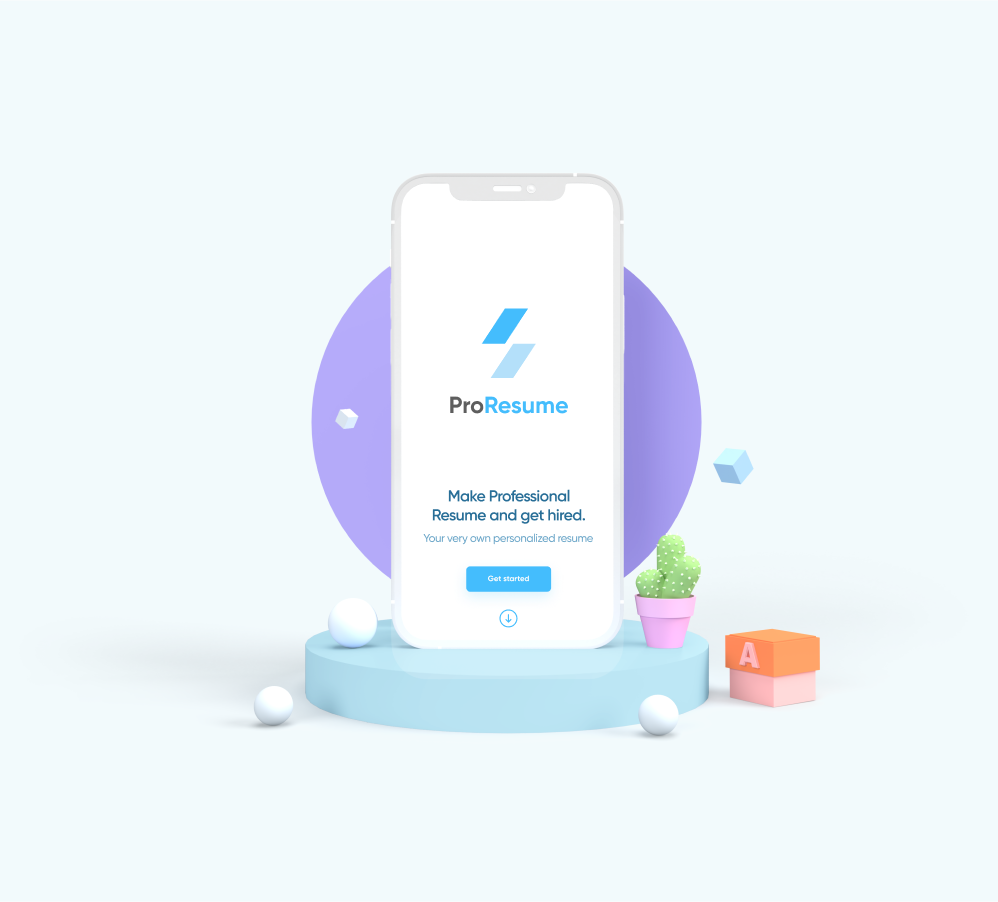 ProResume
Make Professional
Resume and get hired.
Your very own personalized resume
Get started
A